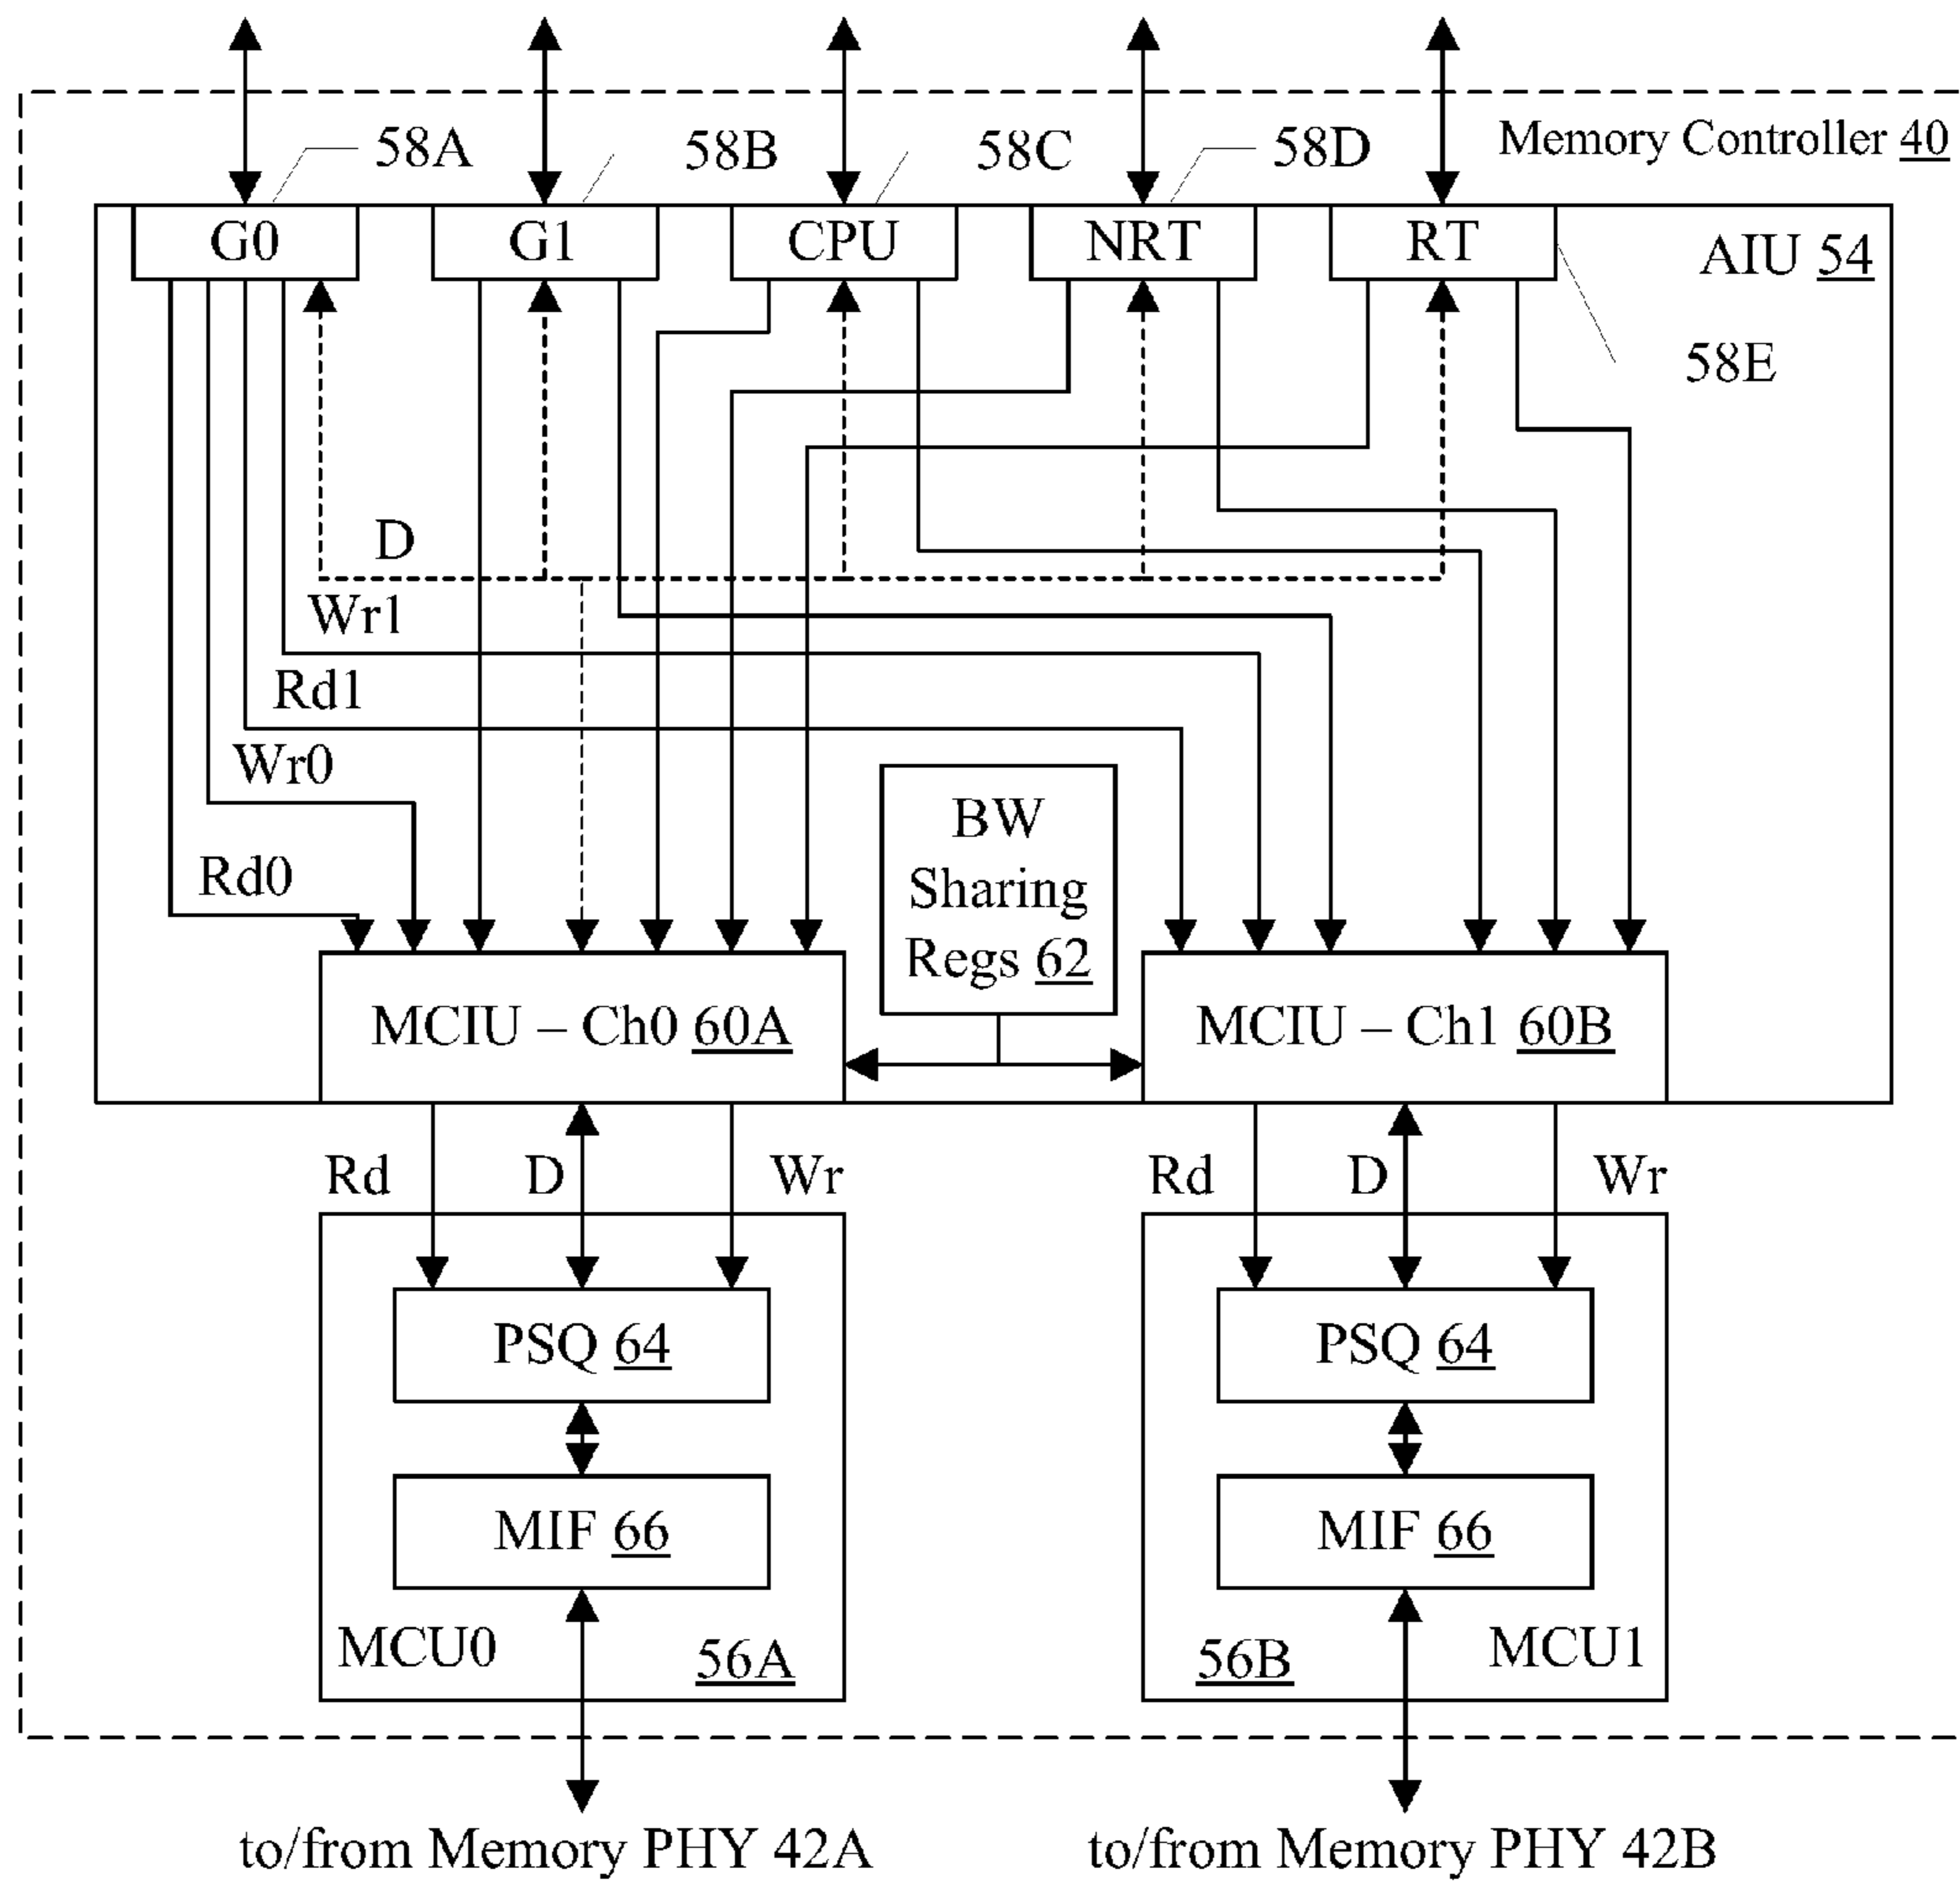 58A
58B
58C
58D
Memory Controller 40
G0
G1
CPU
NRT
RT
AIU 54
58E
D
Wr1
Rd1
Wr0
Rd0
BW
Sharing
Regs 62
MCIU – Ch0 60A
MCIU – Ch1 60B
Rd
D
Wr
Rd
D
Wr
PSQ 64
PSQ 64
MIF 66
MIF 66
MCU0
56A
56B
MCU1
to/from Memory PHY 42A
to/from Memory PHY 42B